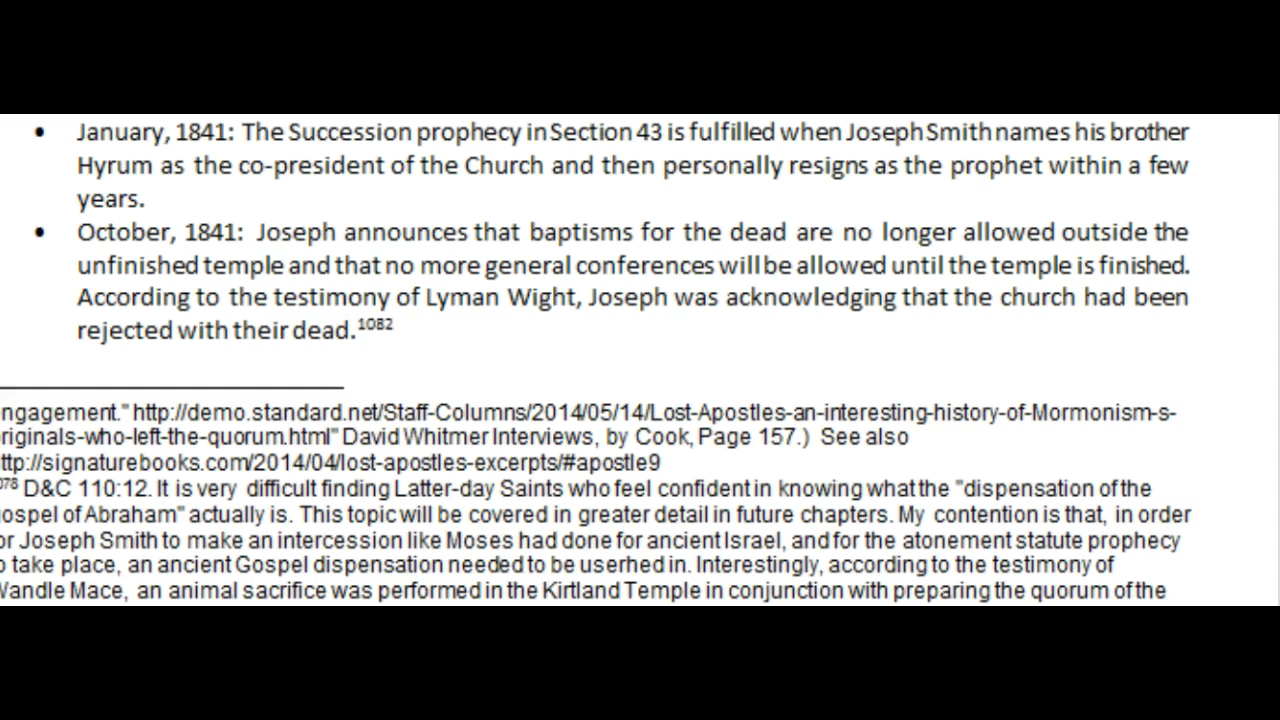 • January, 1841: The Succession prophecy in Section 43 is fulfilled when Joseph Smith names his brother
Hyrum as the co-president of the Church and then personally resigns as the prophet within a few
years.
• October, 1841: Joseph announces that baptisms for the dead are no longer allowed outside the
unfinished temple and that no more general conferences will be allowed until the temple is finished.
According to the testimony of Lyman Wight, Joseph was acknowledging that the church had been
rejected with their dead.1082
ngagement." http://demo.standard.net/Staff-Columns/2014/05/14/Lost-Apostles-an-interesting-history-of-Mormonism-s-
riginals-who-left-the-quorum.html" David Whitmer Interviews, by Cook, Page 157.) See also
ttp://signaturebooks.com/2014/04/lost-apostles-excerpts/#apostle9
078 D&C 110:12. It is very difficult finding Latter-day Saints who feel confident in knowing what the "dispensation of the
ospel of Abraham" actually is. This topic will be covered in greater detail in future chapters. My contention is that, in order
or Joseph Smith to make an intercession like Moses had done for ancient Israel, and for the atonement statute prophecy
o take place, an ancient Gospel dispensation needed to be userhed in. Interestingly, according to the testimony of
Wandle Mace, an animal sacrifice was performed in the Kirtland Temple in conjunction with preparing the quorum of the